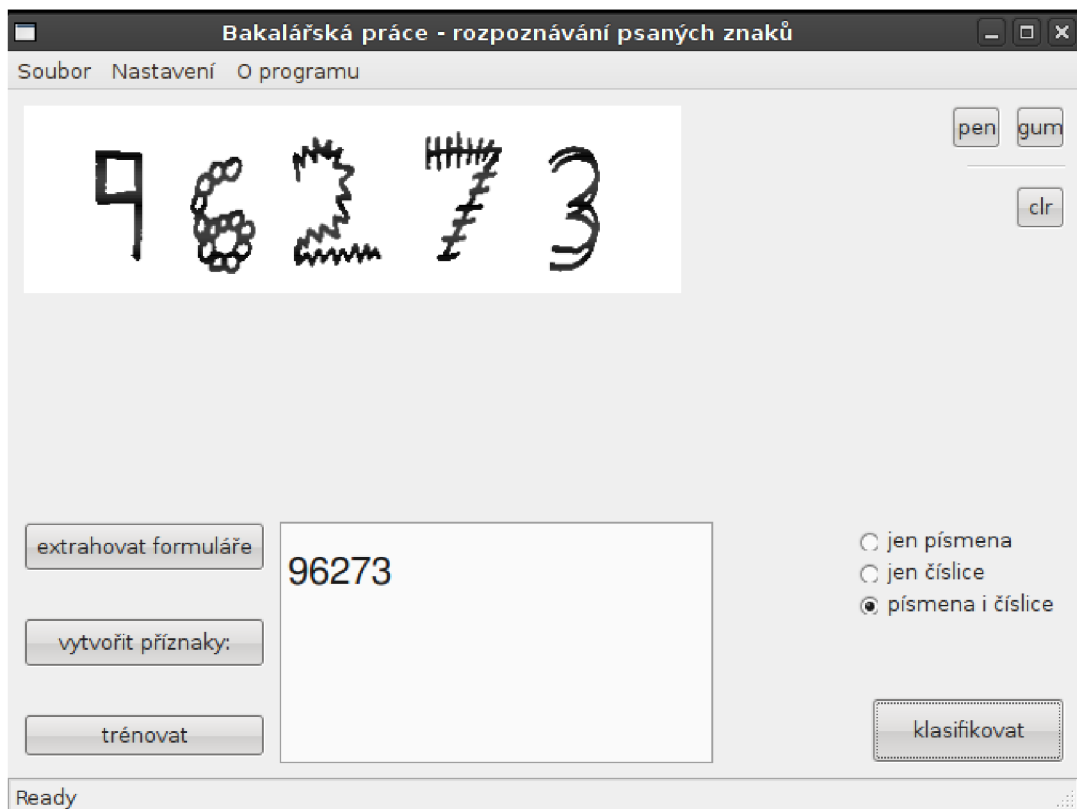 Bakalářská práce - rozpoznávání psaných znaků
Soubor Nastavení O programu
96273
pen gum
clr
extrahovat formuláře
vytvořit příznaky:
trénovat
96273
jen písmena
jen číslice
písmena i číslice
klasifikovat
Ready